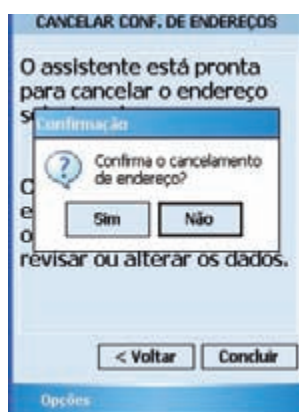 CANCELAR CONF. DE ENDEREÇOS
O assistente está pronta
para cancelar o endereço
Confirmação
Confirma o cancelamento
de endereço?
Sim
Não
revisar ou alterar os dados.
< Voltar
Concluir
Opções